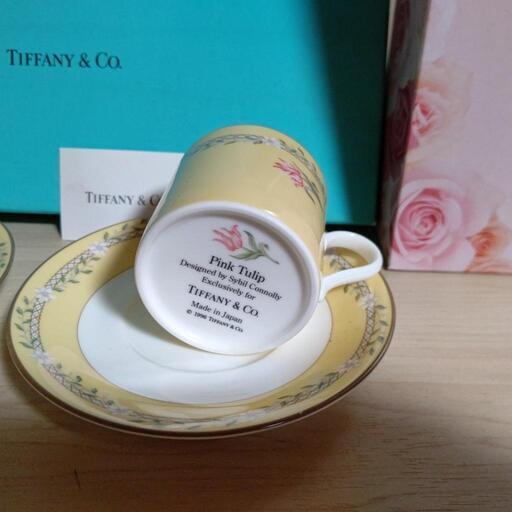 TIFFANY & CO.
TIFFANY & C
Pink Tulip
Designed by Sybil Connolly
Exclusively for
TIFFANY & CO.
Made in Japan
© 1996 TIFFANY & Co.